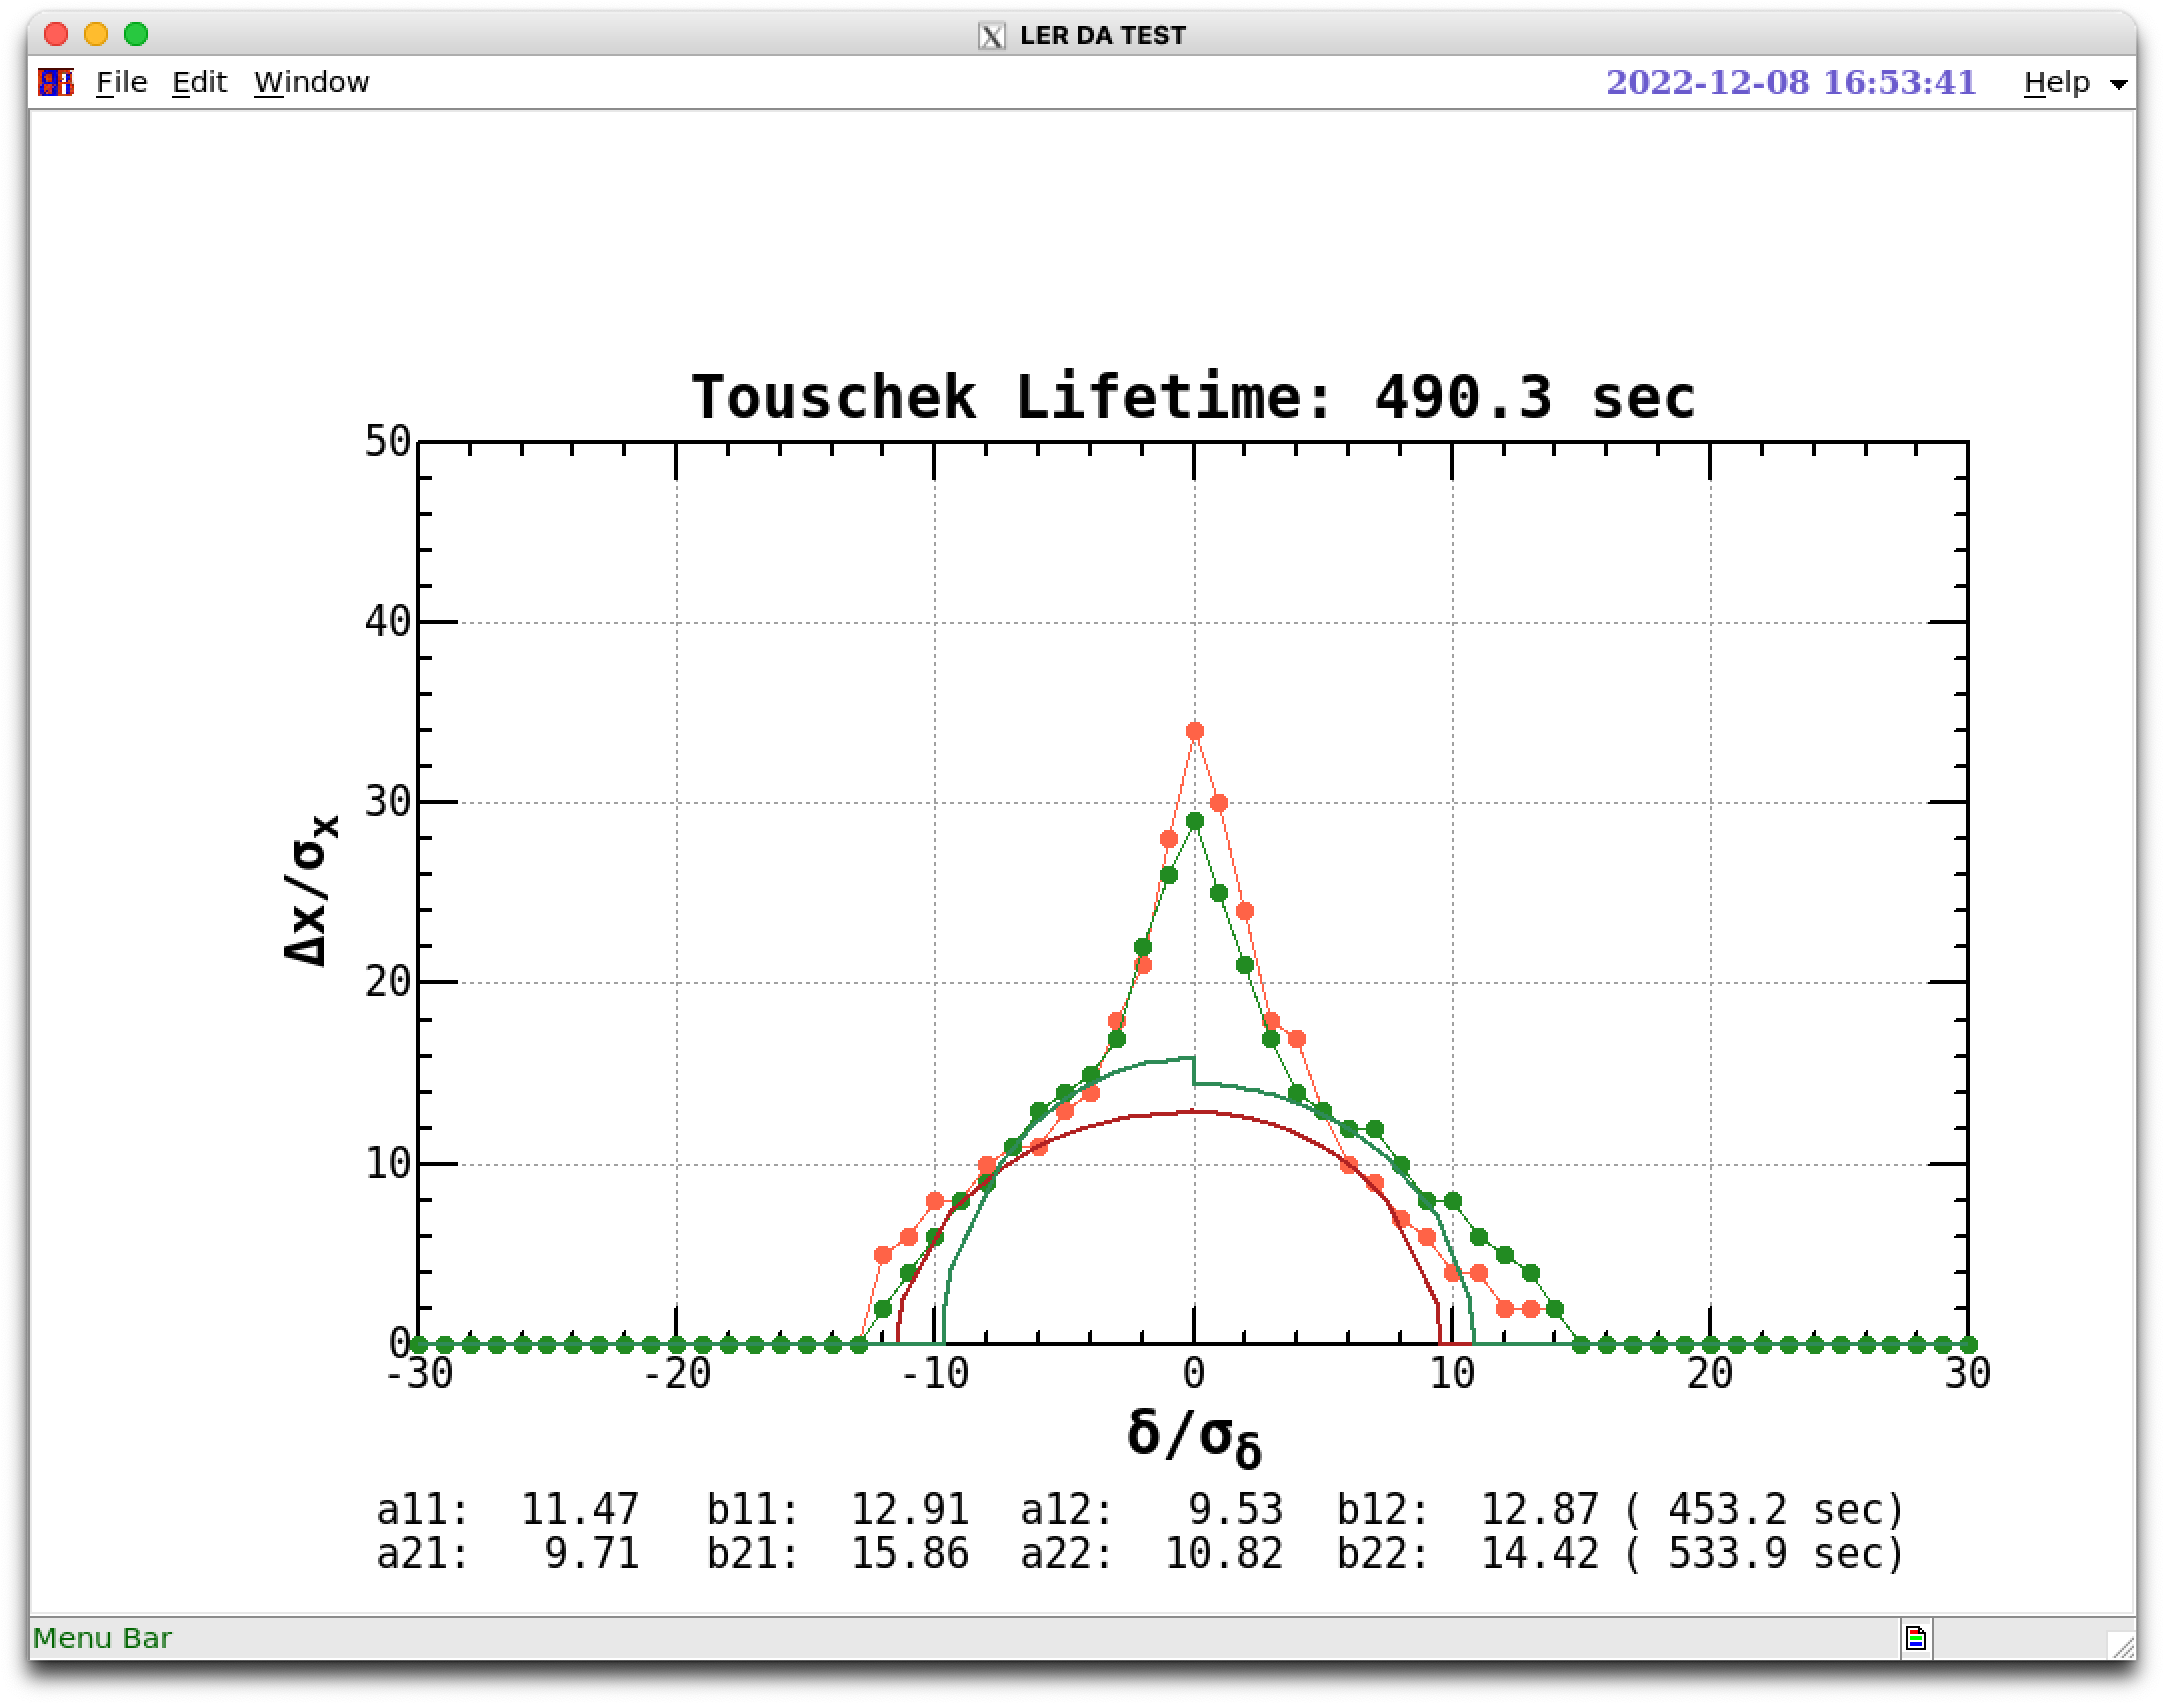 LER DA TEST
File Edit Window 2022-12-08 16:53:41 Help
Touschek Lifetime: 490.3 sec
50
40
30
20
10
0
Δx/σx
-30 -20 -10 0 10 20 30
δ/σδ
a11: 11.47 b11: 12.91 a12: 9.53 b12: 12.87 ( 453.2 sec)
a21: 9.71 b21: 15.86 a22: 10.82 b22: 14.42 ( 533.9 sec)
Menu Bar